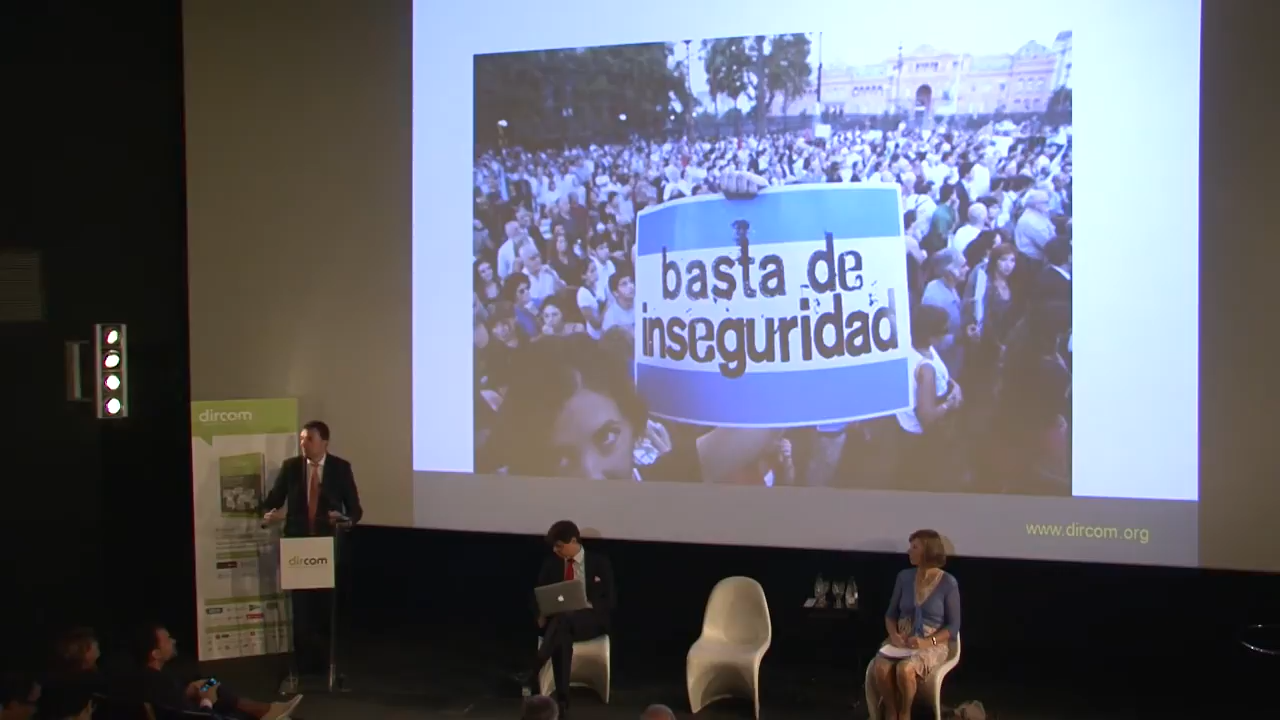 basta de
inseguridad
www.dircom.org
dircom
dircom